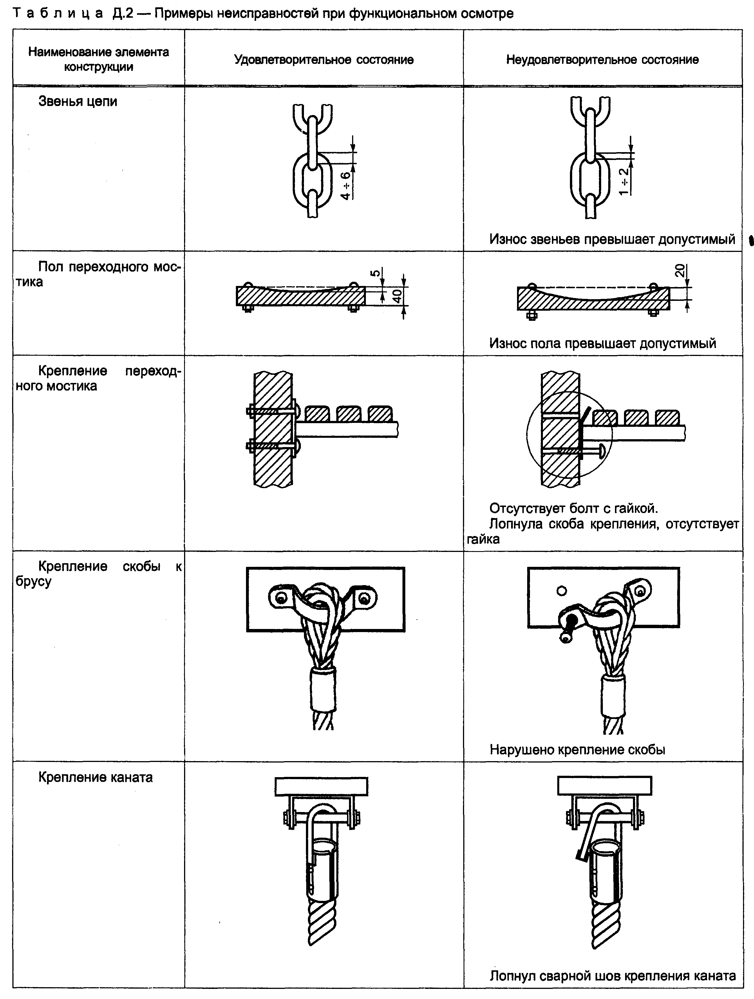 Таблица Д.2 — Примеры неисправностей при функциональном осмотре
Наименование элемента
конструкции
Удовлетворительное состояние
Неудовлетворительное состояние
Звенья цепи
4 ÷ 6
1 ÷ 2
Износ звеньев превышает допустимый
Пол переходного мос-
тика
5
40
20
Износ пола превышает допустимый
Крепление переход-
ного мостика
Отсутствует болт с гайкой.
Лопнула скоба крепления, отсутствует
гайка
Крепление скобы к
брусу
Нарушено крепление скобы
Крепление каната
Лопнул сварной шов крепления каната